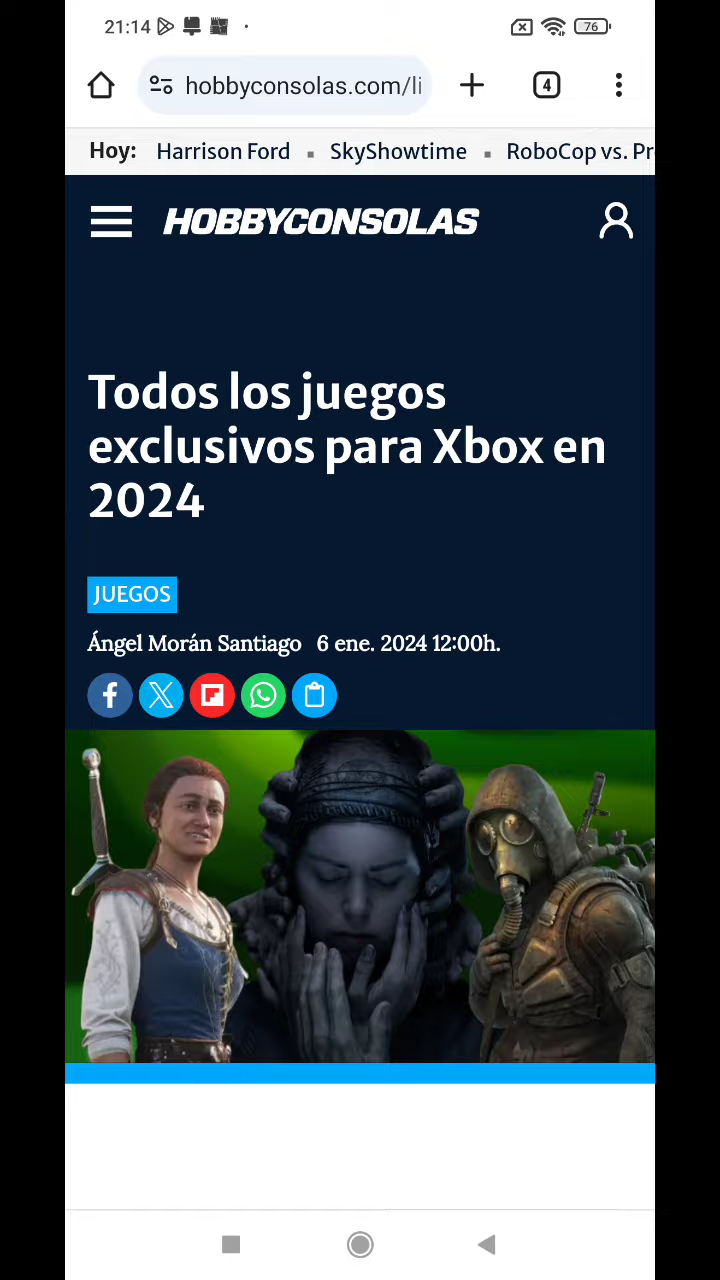 21:14
76
hobbyconsolas.com/li
4
Hoy: Harrison Ford ▪ SkyShowtime ▪ RoboCop vs. Pr
HOBBYCONSOLAS
Todos los juegos
exclusivos para Xbox en
2024
JUEGOS
Ángel Morán Santiago 6 ene. 2024 12:00h.